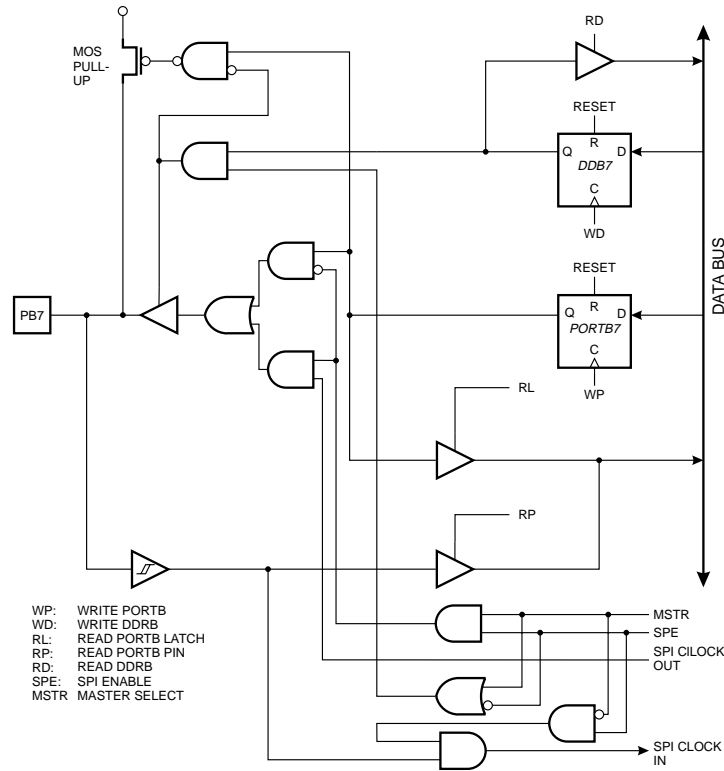 RD
MOS
PULL-
UP
RESET
R
Q
D
DDB7
C
WD
DATA BUS
RESET
R
Q
D
PB7
PORTB7
C
WP
RL
RP
WP: WRITE PORTB
WD: WRITE DDRB
RL: READ PORTB LATCH
RP: READ PORTB PIN
RD: READ DDRB
SPE: SPI ENABLE
MSTR MASTER SELECT
MSTR
SPE
SPI CILOCK
OUT
SPI CLOCK
IN